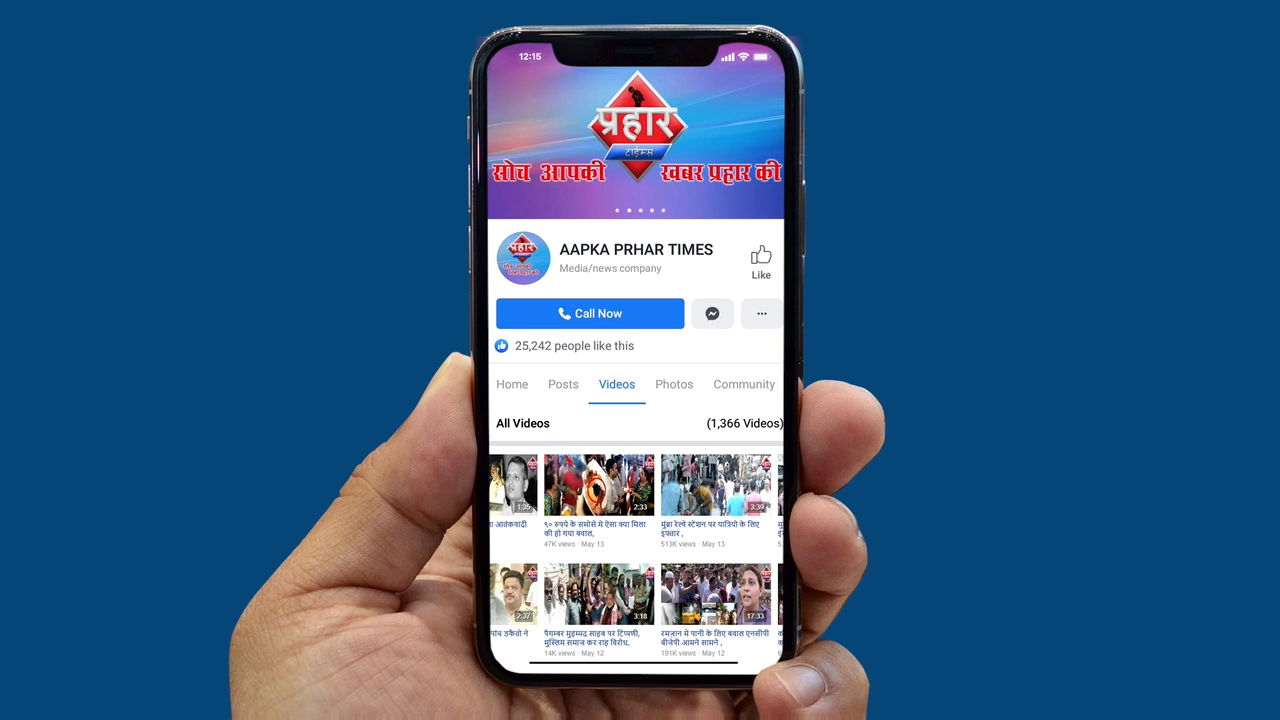 12:15
प्रहार
टाईम्स
सोच आपकी
खबर प्रहार की
प्रहार
AAPKA PRHAR TIMES
Media/news company
Like
Call Now
25,242 people like this
Home Posts Videos Photos Community
All Videos
(1,366 Videos)
1:35
2:33
3:39
आतंकवादी
९० रुपये के समोसे मे ऐसा क्या मिला
की हो गया बवाल,
47K views · May 13
मुंब्रा रेल्वे स्टेशन पर यात्रियो के लिए
इफ्तार ,
513K views · May 13
2:37
3:18
17:33
पांच डकैतो ने
पैगम्बर मुहम्मद साहब पर टिप्पणी,
मुस्लिम समाज कर राह विरोध,
14K views · May 12
रमज़ान मे पानी के लिए बवाल एनसीपी
बीजेपी आमने सामने ,
191K views · May 12